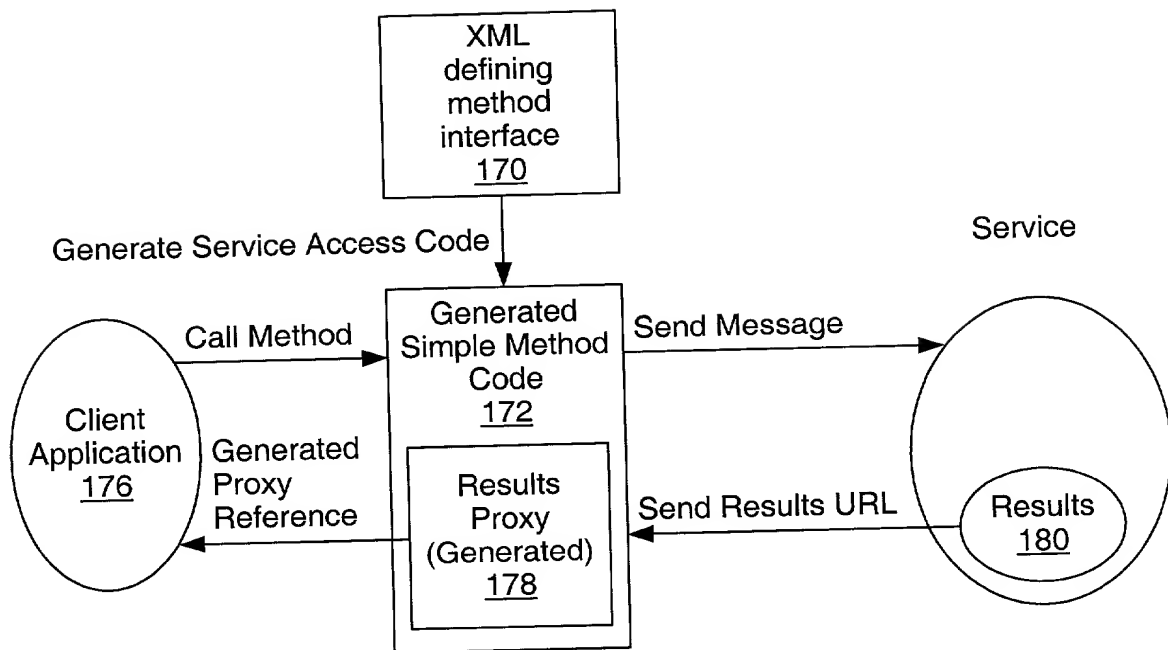 XML
defining
method
interface
170
Generate Service Access Code
Service
Call Method
Generated
Simple Method
Code
172
Send Message
Client
Application
176
Generated
Proxy
Reference
Results
Proxy
(Generated)
178
Send Results URL
Results
180